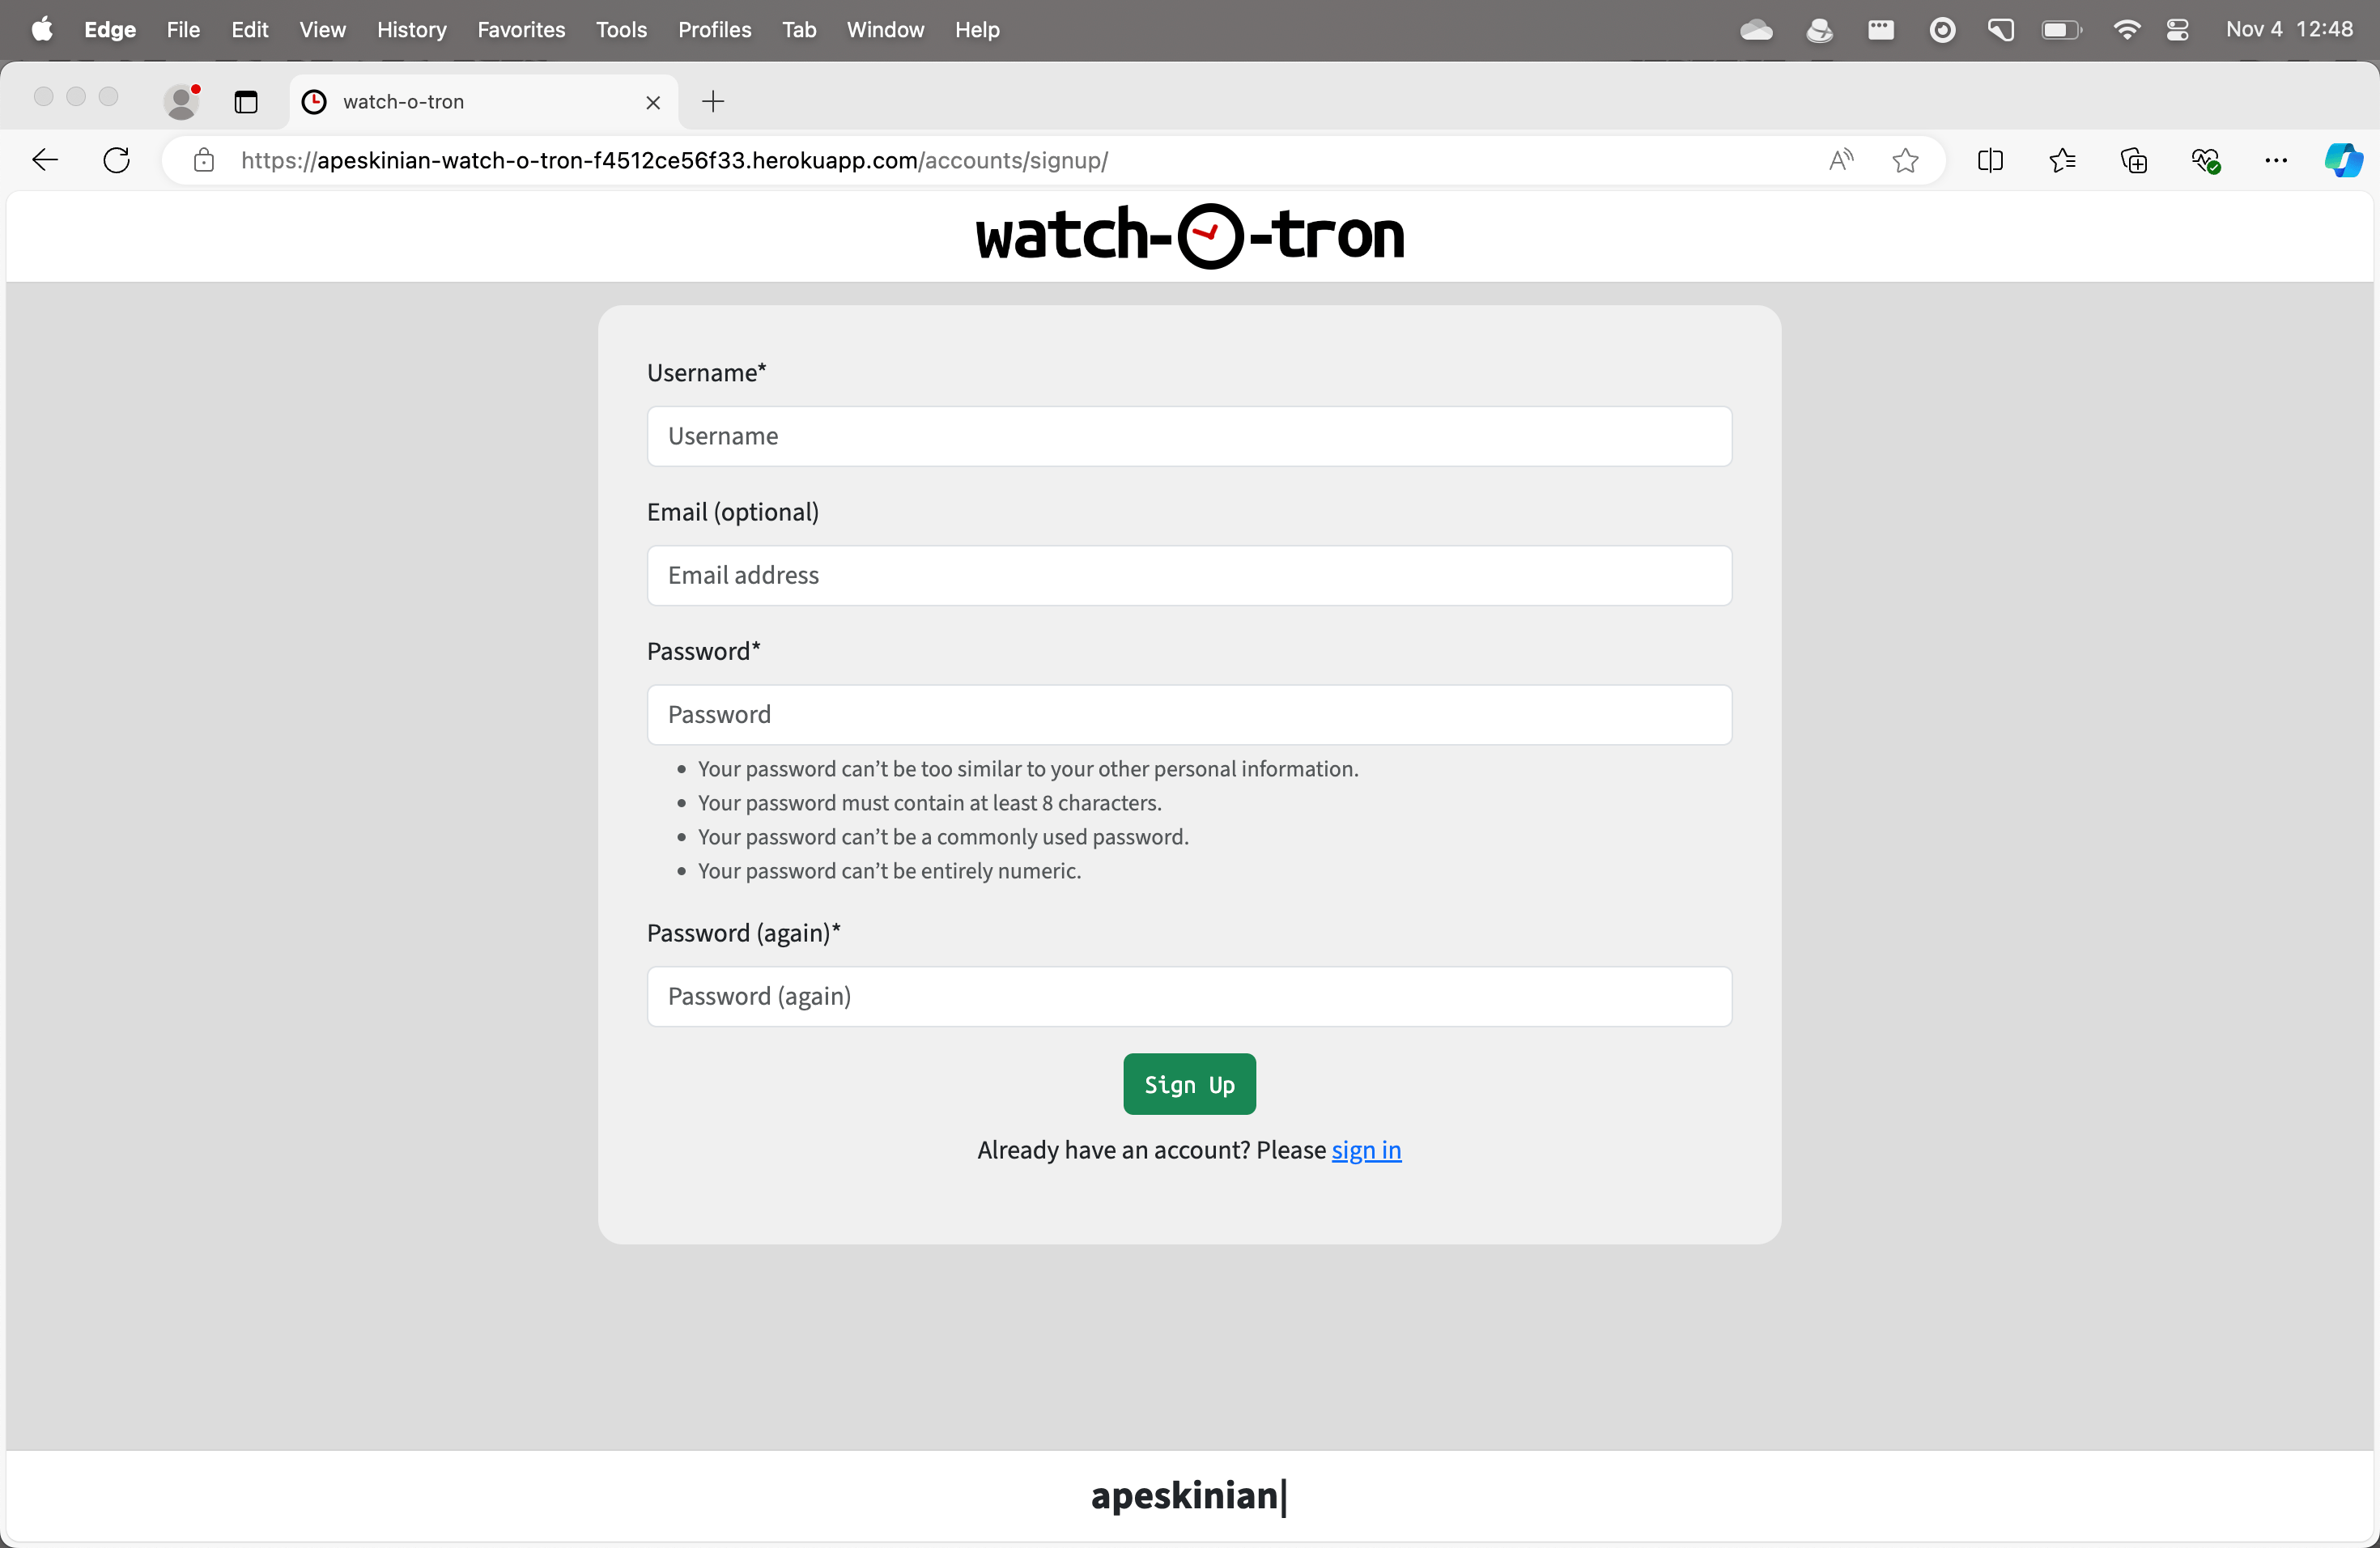 Edge File Edit View History Favorites Tools Profiles Tab Window Help Nov 4 12:48
watch-o-tron
https://apeskinian-watch-o-tron-f4512ce56f33.herokuapp.com/accounts/signup/
watch-o-tron
Username*
Username
Email (optional)
Email address
Password*
Password
• Your password can’t be too similar to your other personal information.
• Your password must contain at least 8 characters.
• Your password can’t be a commonly used password.
• Your password can’t be entirely numeric.
Password (again)*
Password (again)
Sign Up
Already have an account? Please sign in
apeskinian|